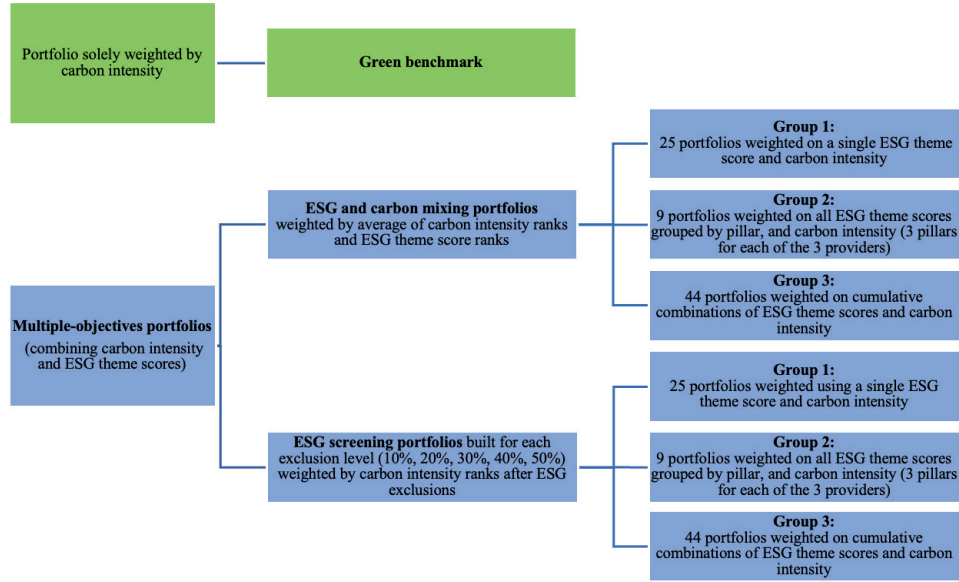 Portfolio solely weighted by
carbon intensity
Green benchmark
Group 1:
25 portfolios weighted on a single ESG theme
score and carbon intensity
ESG and carbon mixing portfolios
weighted by average of carbon intensity ranks
and ESG theme score ranks
Group 2:
9 portfolios weighted on all ESG theme scores
grouped by pillar, and carbon intensity (3 pillars
for each of the 3 providers)
Group 3:
44 portfolios weighted on cumulative
combinations of ESG theme scores and carbon
intensity
Multiple-objectives portfolios
(combining carbon intensity
and ESG theme scores)
Group 1:
25 portfolios weighted using a single ESG
theme score and carbon intensity
ESG screening portfolios built for each
exclusion level (10%, 20%, 30%, 40%, 50%)
weighted by carbon intensity ranks after ESG
exclusions
Group 2:
9 portfolios weighted on all ESG theme scores
grouped by pillar, and carbon intensity (3 pillars
for each of the 3 providers)
Group 3:
44 portfolios weighted on cumulative
combinations of ESG theme scores and carbon
intensity